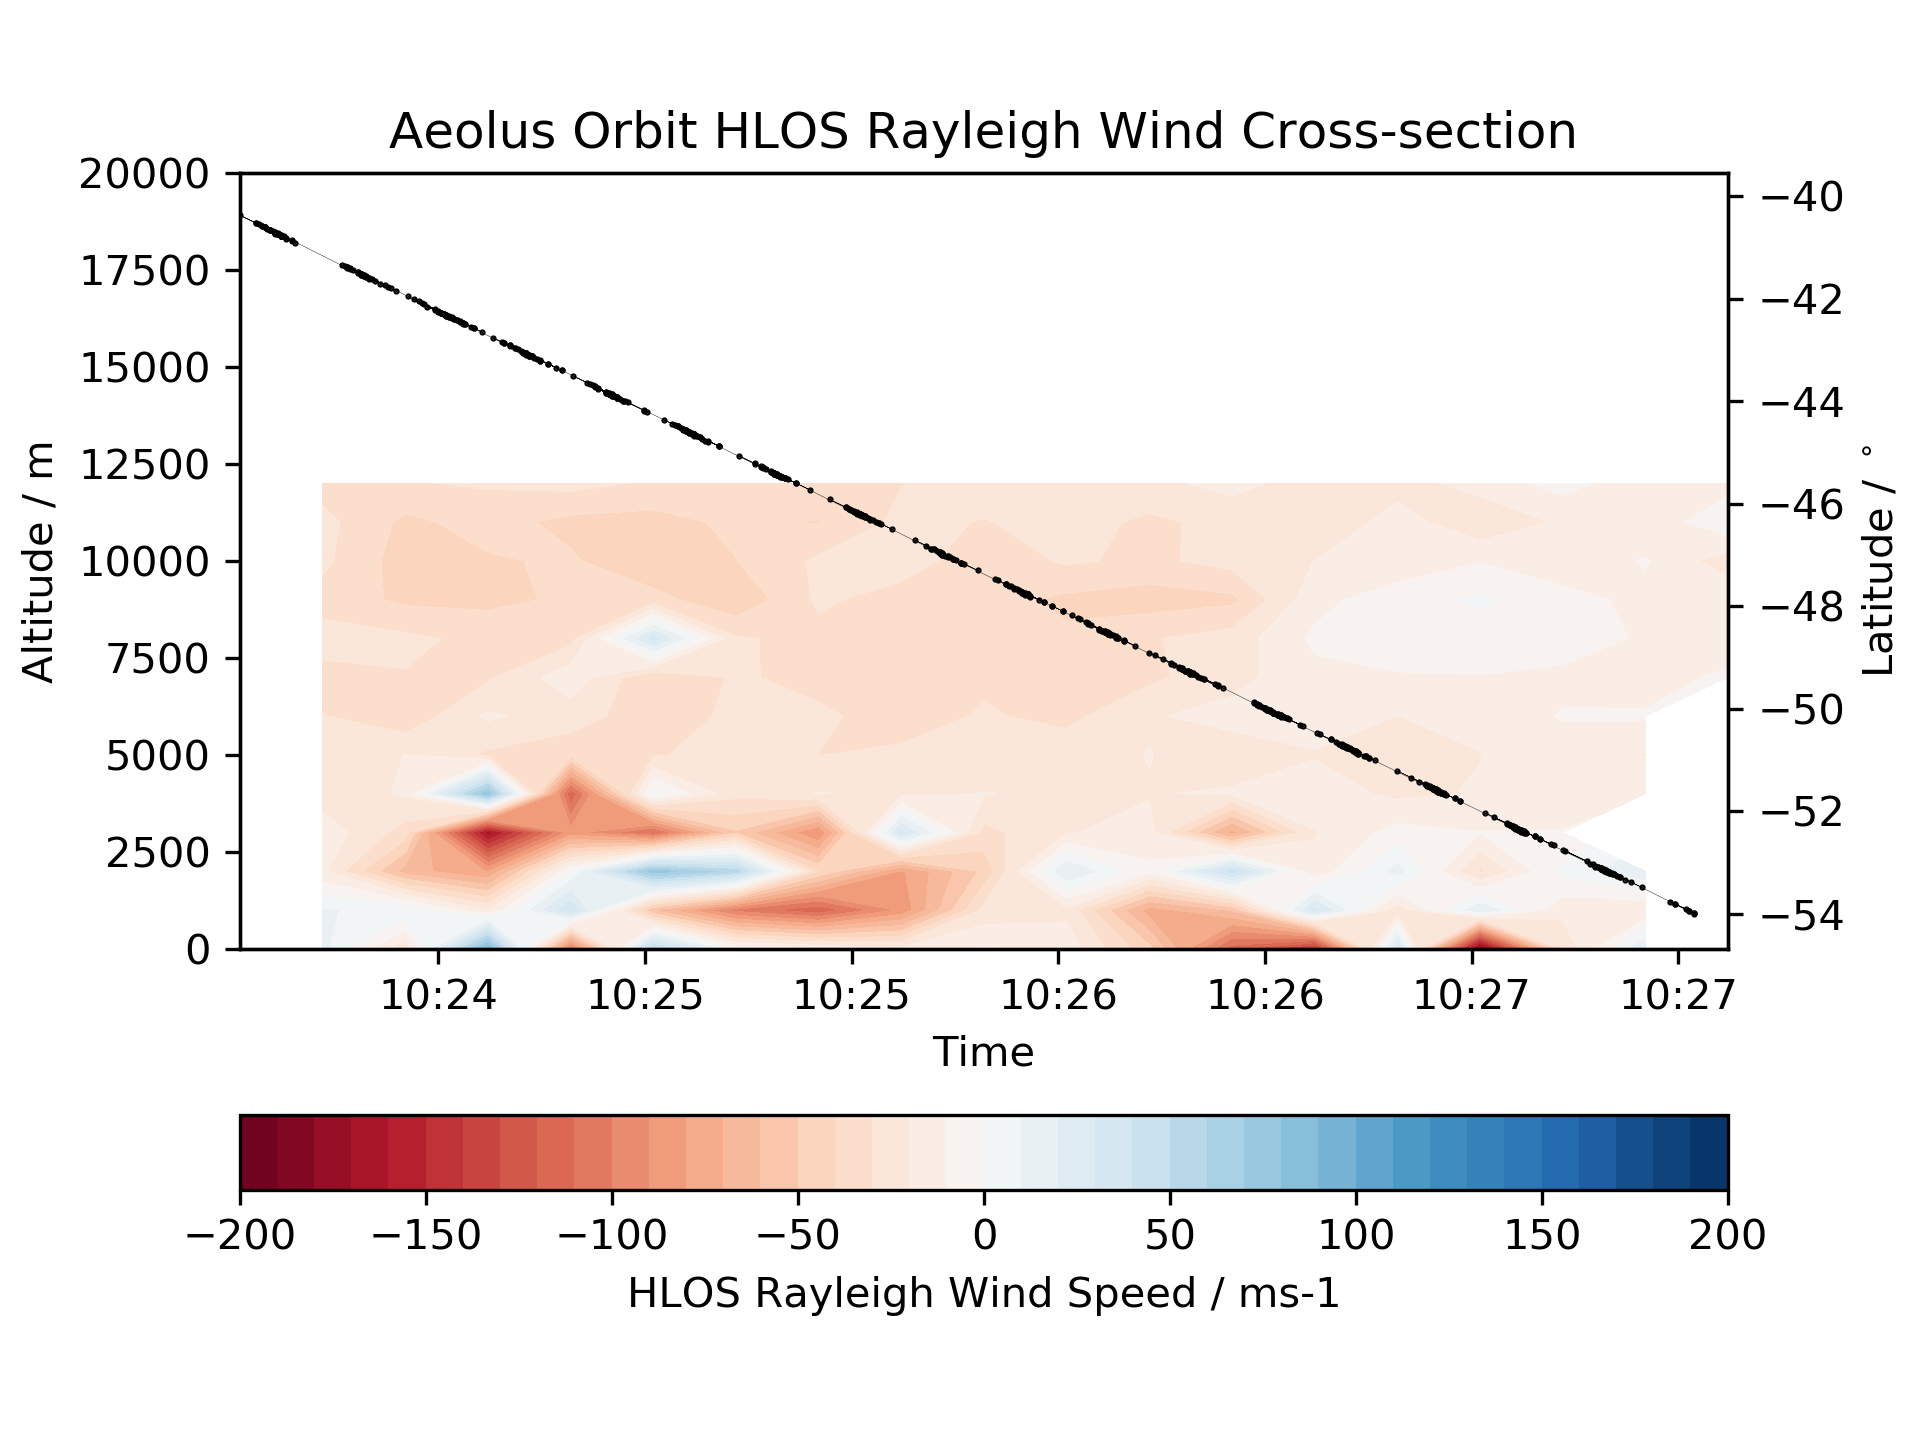 Aeolus Orbit HLOS Rayleigh Wind Cross-section
20000
17500
15000
12500
10000
7500
5000
2500
0
Altitude / m
−40
−42
−44
−46
−48
−50
−52
−54
Latitude / °
10:24 10:25 10:25 10:26 10:26 10:27 10:27
Time
−200 −150 −100 −50 0 50 100 150 200
HLOS Rayleigh Wind Speed / ms-1